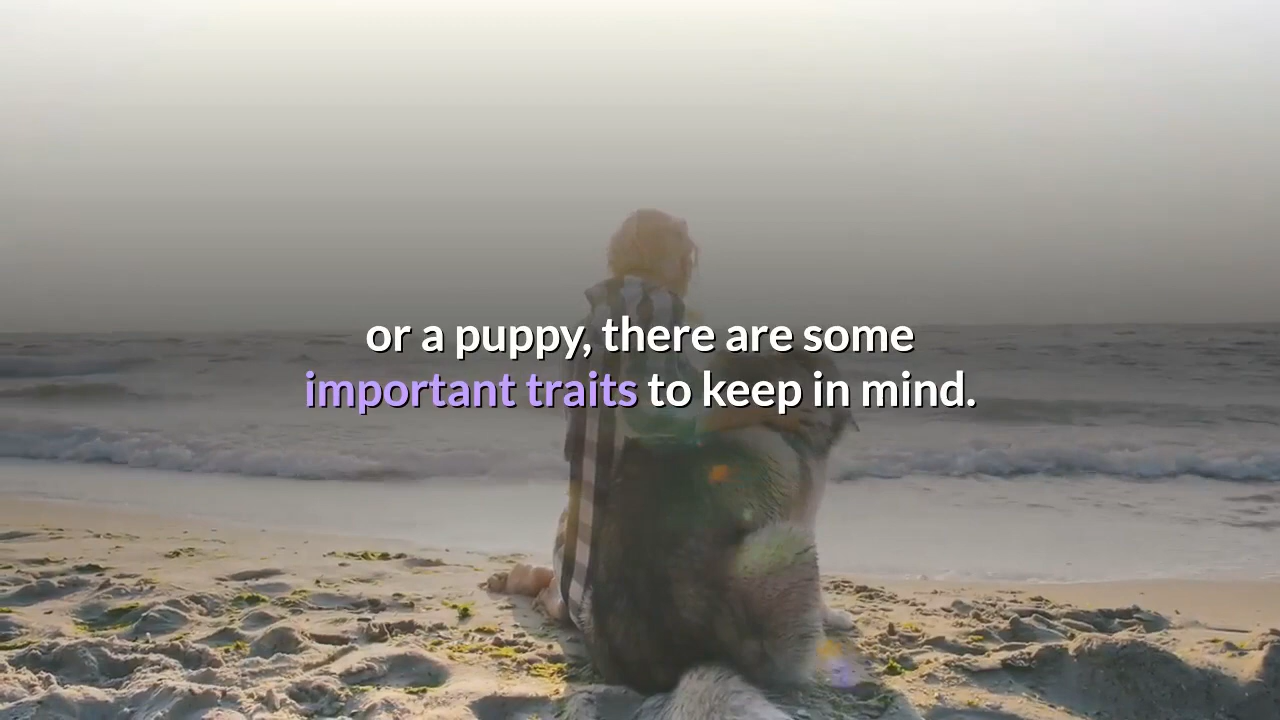 or a puppy, there are some
important traits to keep in mind.